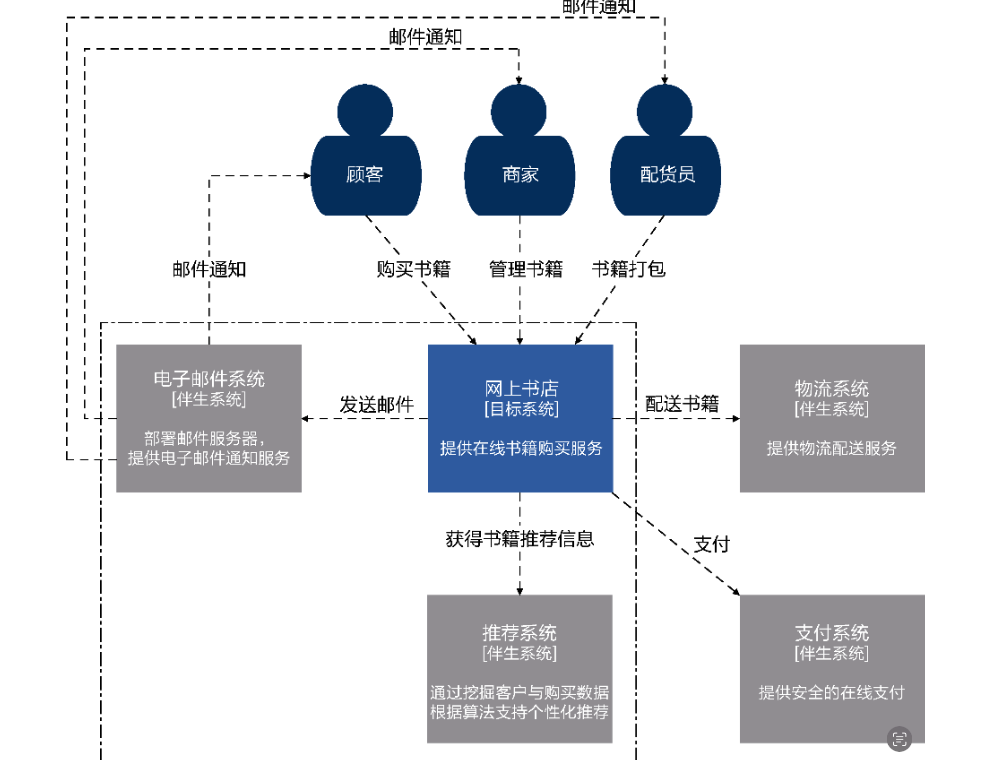 邮件通知
邮件通知
顾客
商家
配货员
邮件通知
购买书籍
管理书籍
书籍打包
电子邮件系统
[伴生系统]
部署邮件服务器，
提供电子邮件通知服务
发送邮件
网上书店
[目标系统]
提供在线书籍购买服务
配送书籍
物流系统
[伴生系统]
提供物流配送服务
获得书籍推荐信息
支付
推荐系统
[伴生系统]
通过挖掘客户与购买数据
根据算法支持个性化推荐
支付系统
[伴生系统]
提供安全的在线支付